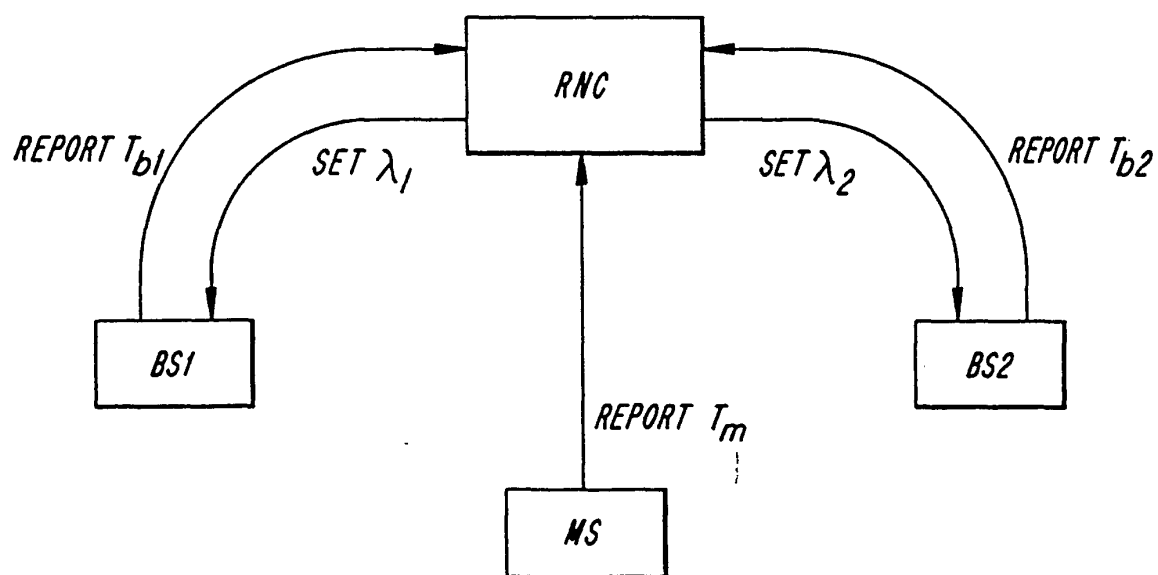 RNC
REPORT Tb1
SET λ1
SET λ2
REPORT Tb2
BS1
BS2
REPORT Tm
MS